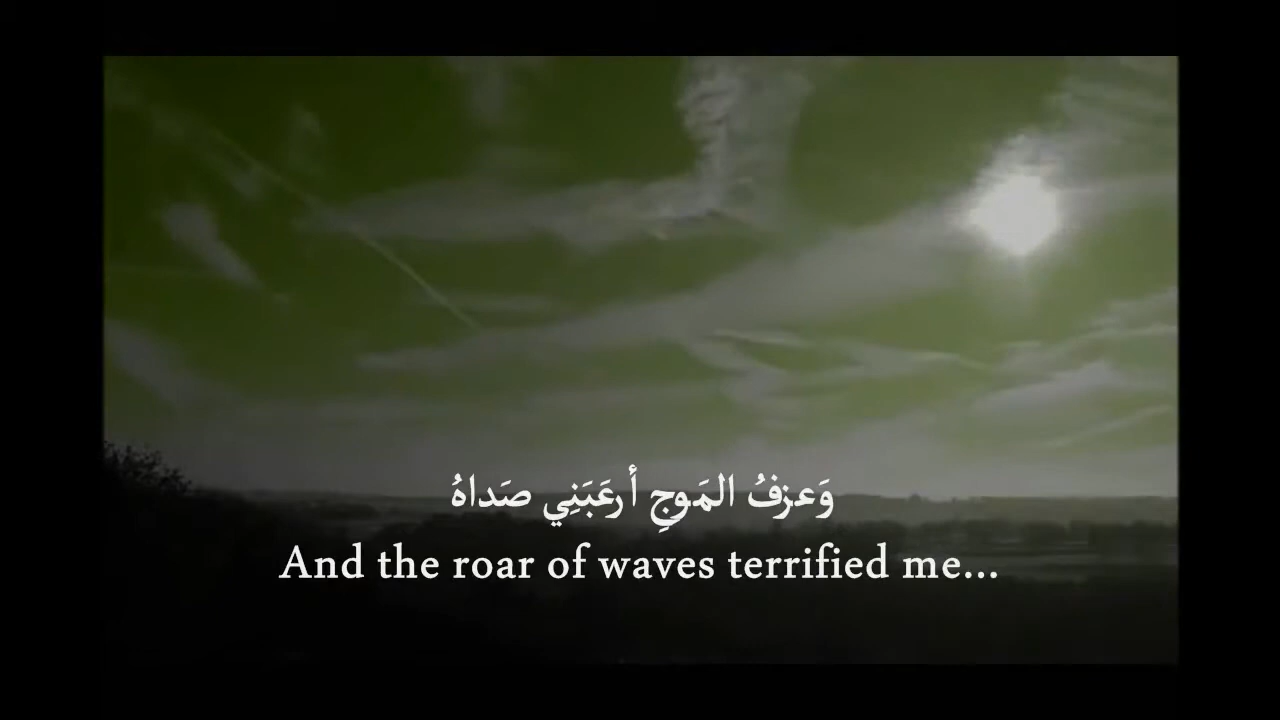 وَعزفُ المَوجِ أرعَبَنِي صَداهُ
And the roar of waves terrified me...